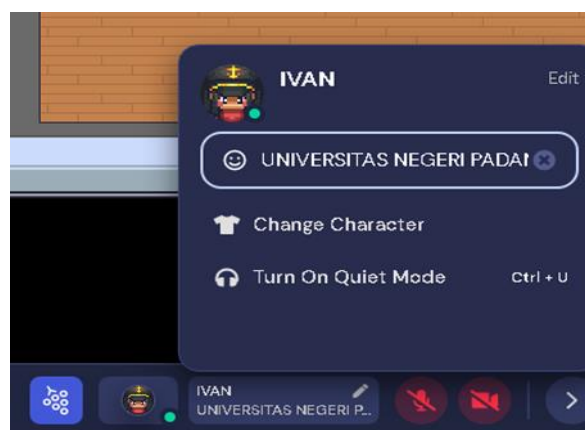 IVAN
Edit
UNIVERSITAS NEGERI PADA
Change Character
Turn On Quiet Mode Ctrl + U
IVAN
UNIVERSITAS NEGERI P...